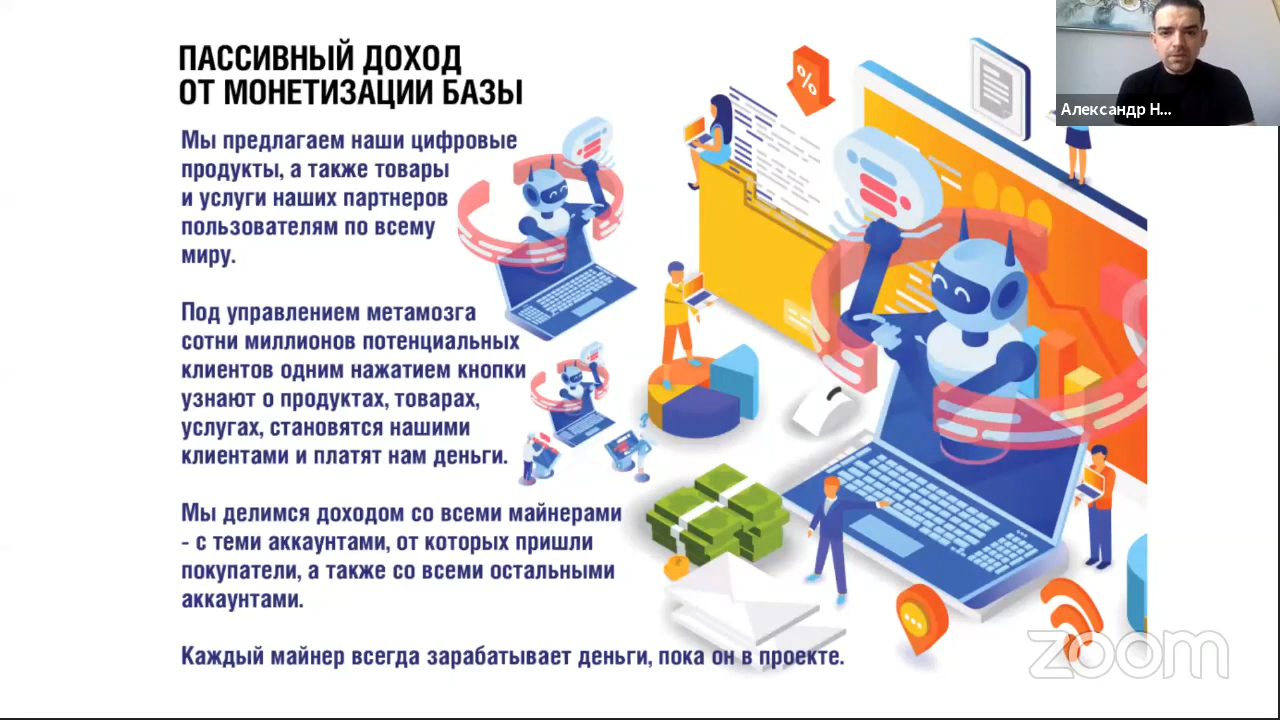 ПАССИВНЫЙ ДОХОД
ОТ МОНЕТИЗАЦИИ БАЗЫ
Мы предлагаем наши цифровые
продукты, а также товары
и услуги наших партнеров
пользователям по всему
миру.
Под управлением метамозга
сотни миллионов потенциальных
клиентов одним нажатием кнопки
узнают о продуктах, товарах,
услугах, становятся нашими
клиентами и платят нам деньги.
Мы делимся доходом со всеми майнерами
- с теми аккаунтами, от которых пришли
покупатели, а также со всеми остальными
аккаунтами.
Каждый майнер всегда зарабатывает деньги, пока он в проекте.
%
Александр Н...
zoom